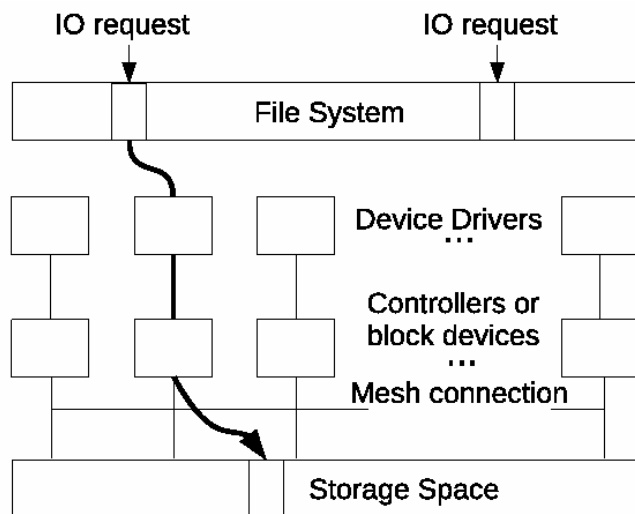 IO request
IO request
File System
Device Drivers
...
Controllers or
block devices
...
Mesh connection
Storage Space